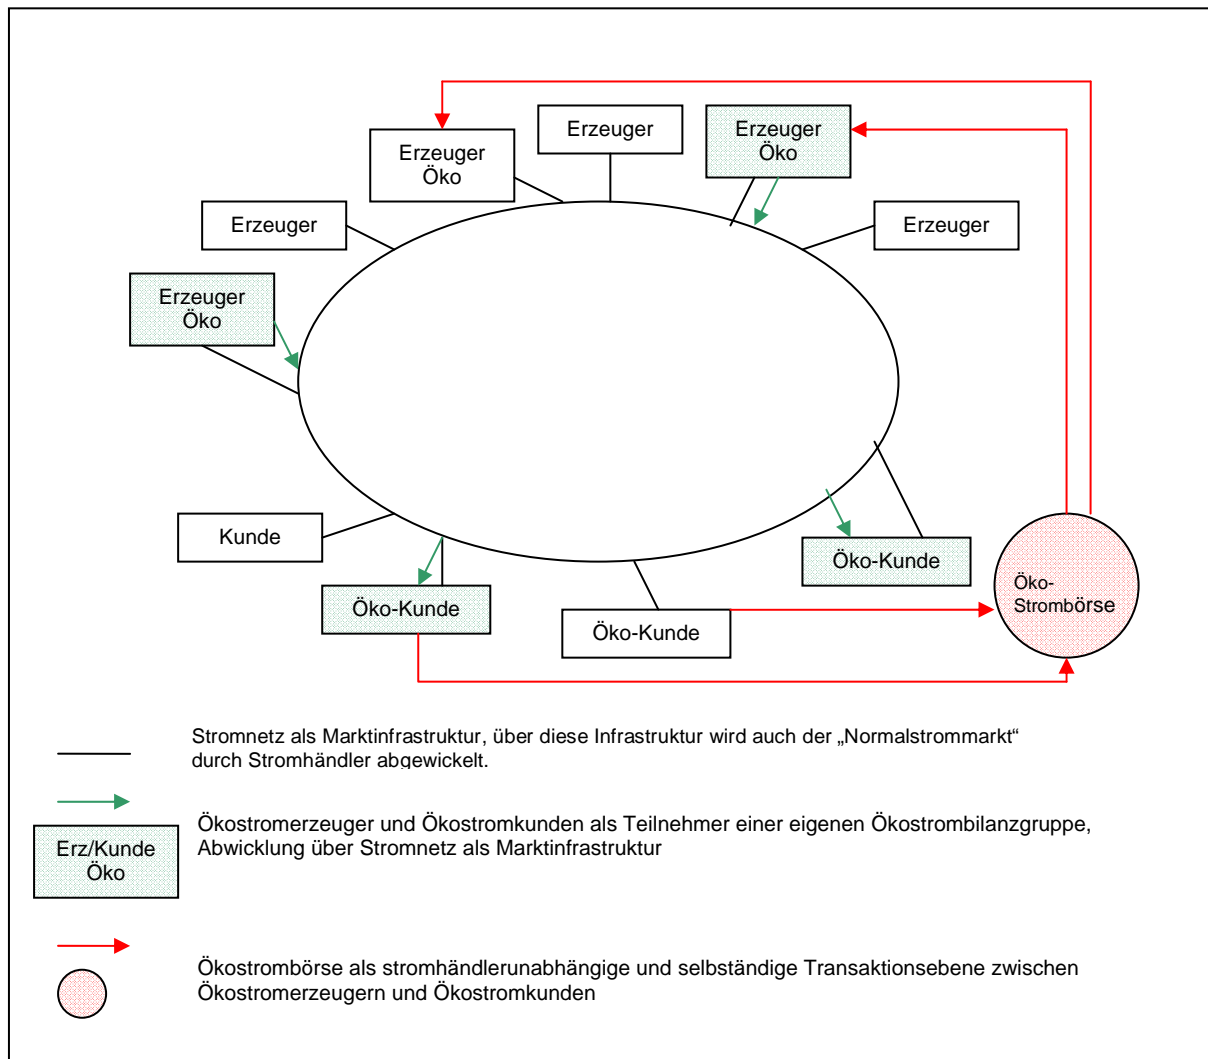 Erzeuger
Erzeuger
Öko
Erzeuger
Öko
Erzeuger
Erzeuger
Erzeuger
Öko
Kunde
Öko-Kunde
Öko-Kunde
Öko-Kunde
Öko-
Strombörse
Stromnetz als Marktinfrastruktur, über diese Infrastruktur wird auch der „Normalstrommarkt“
durch Stromhändler abgewickelt.
Ökostromerzeuger und Ökostromkunden als Teilnehmer einer eigenen Ökostrombilanzgruppe,
Abwicklung über Stromnetz als Marktinfrastruktur
Erz/Kunde
Öko
Ökostrombörse als stromhändlerunabhängige und selbständige Transaktionsebene zwischen
Ökostromerzeugern und Ökostromkunden